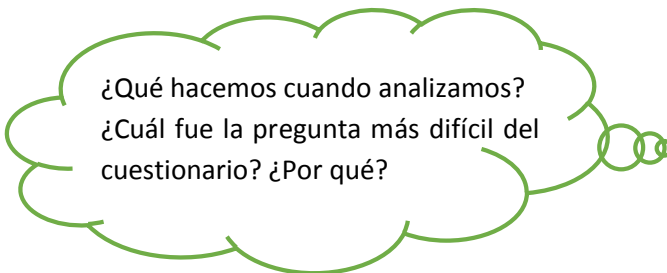 ¿Qué hacemos cuando analizamos?
¿Cuál fue la pregunta más difícil del
cuestionario? ¿Por qué?